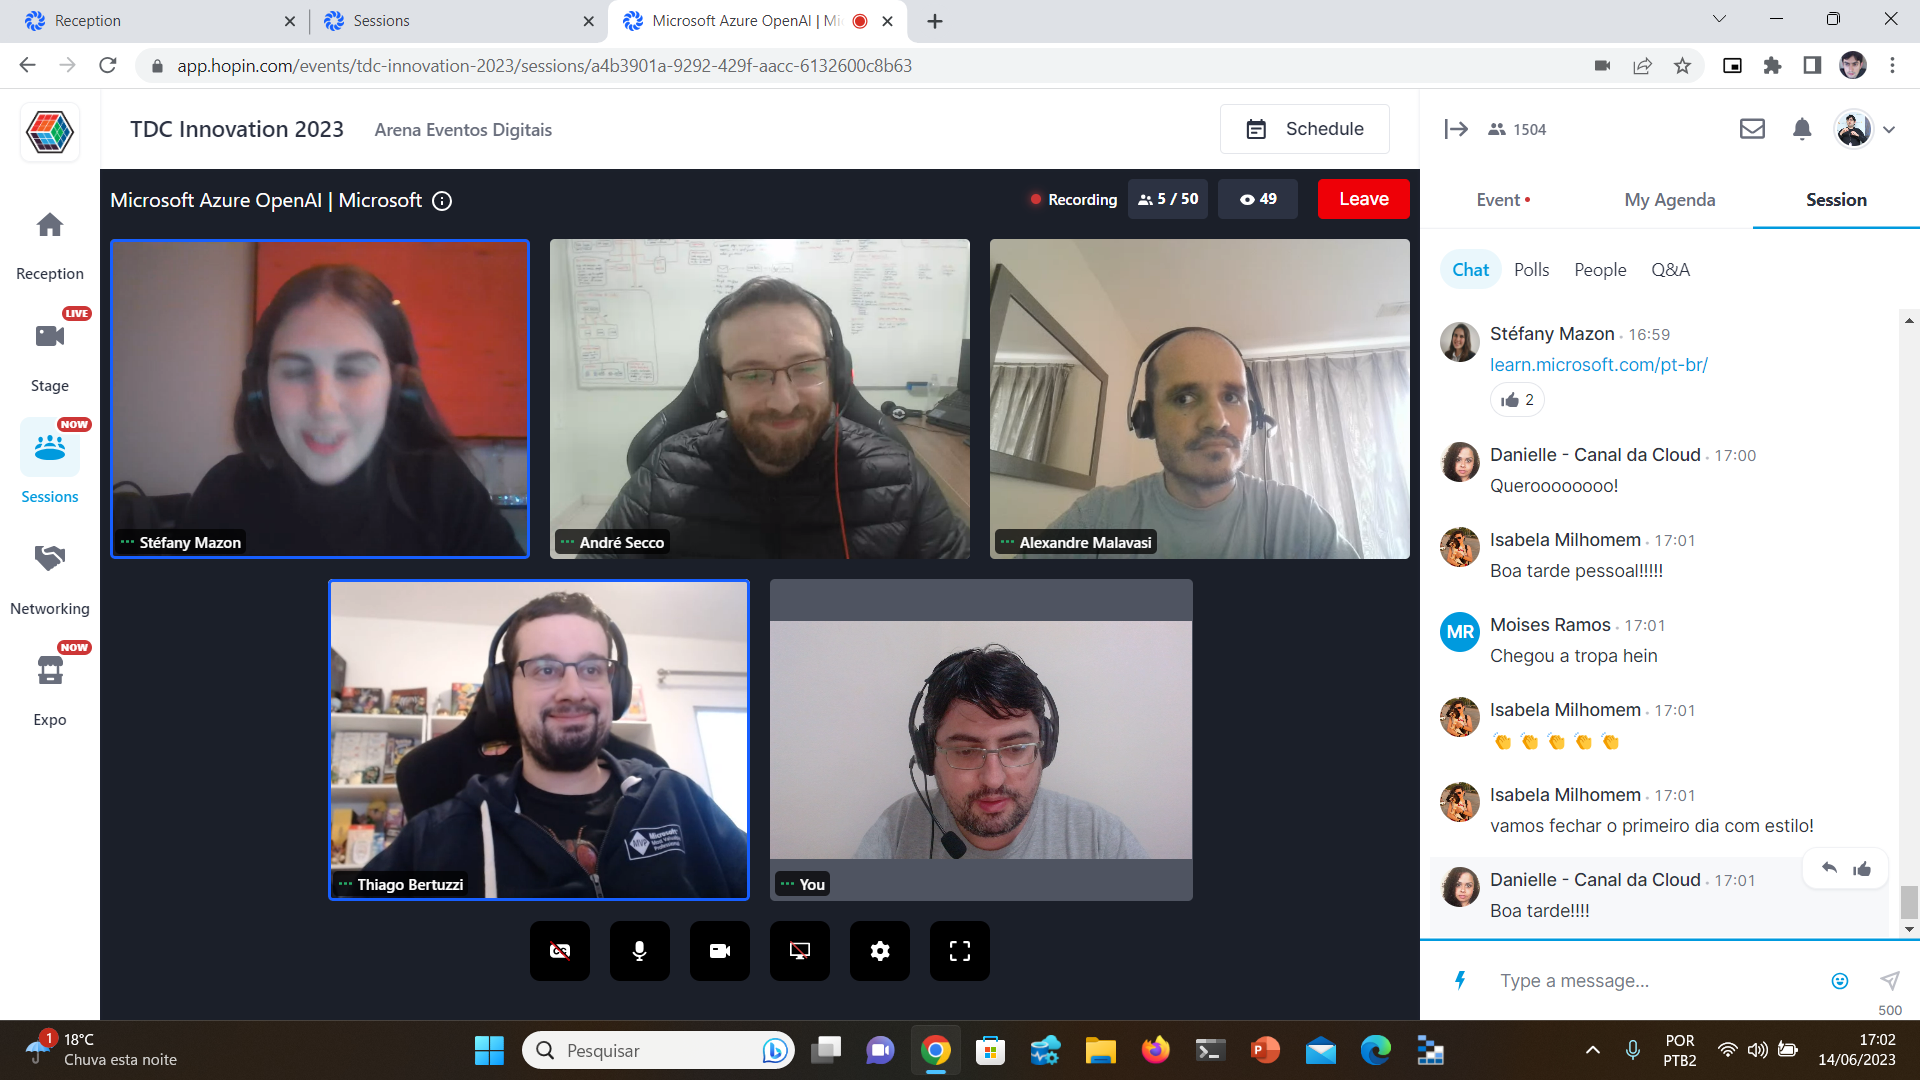 Reception
Sessions
Microsoft Azure OpenAI | Mi
app.hopin.com/events/tdc-innovation-2023/sessions/a4b3901a-9292-429f-aacc-6132600c8b63
TDC Innovation 2023
Arena Eventos Digitais
Schedule
1504
Microsoft Azure OpenAI | Microsoft
Recording
5 / 50
49
Leave
Reception
LIVE
Stage
NOW
Sessions
Networking
NOW
Expo
Stéfany Mazon
André Secco
Alexandre Malavasi
Microsoft
Most Valuable
Professional
MVP
Thiago Bertuzzi
You
CC
Event
My Agenda
Session
Chat
Polls
People
Q&A
Stéfany Mazon • 16:59
learn.microsoft.com/pt-br/
2
Danielle - Canal da Cloud • 17:00
Queroooooooo!
Isabela Milhomem • 17:01
Boa tarde pessoal!!!!!
MR
Moises Ramos • 17:01
Chegou a tropa hein
Isabela Milhomem • 17:01
👏 👏 👏 👏 👏
Isabela Milhomem • 17:01
vamos fechar o primeiro dia com estilo!
Danielle - Canal da Cloud • 17:01
Boa tarde!!!!
Type a message...
500
1
18°C
Chuva esta noite
Pesquisar
POR
PTB2
17:02
14/06/2023